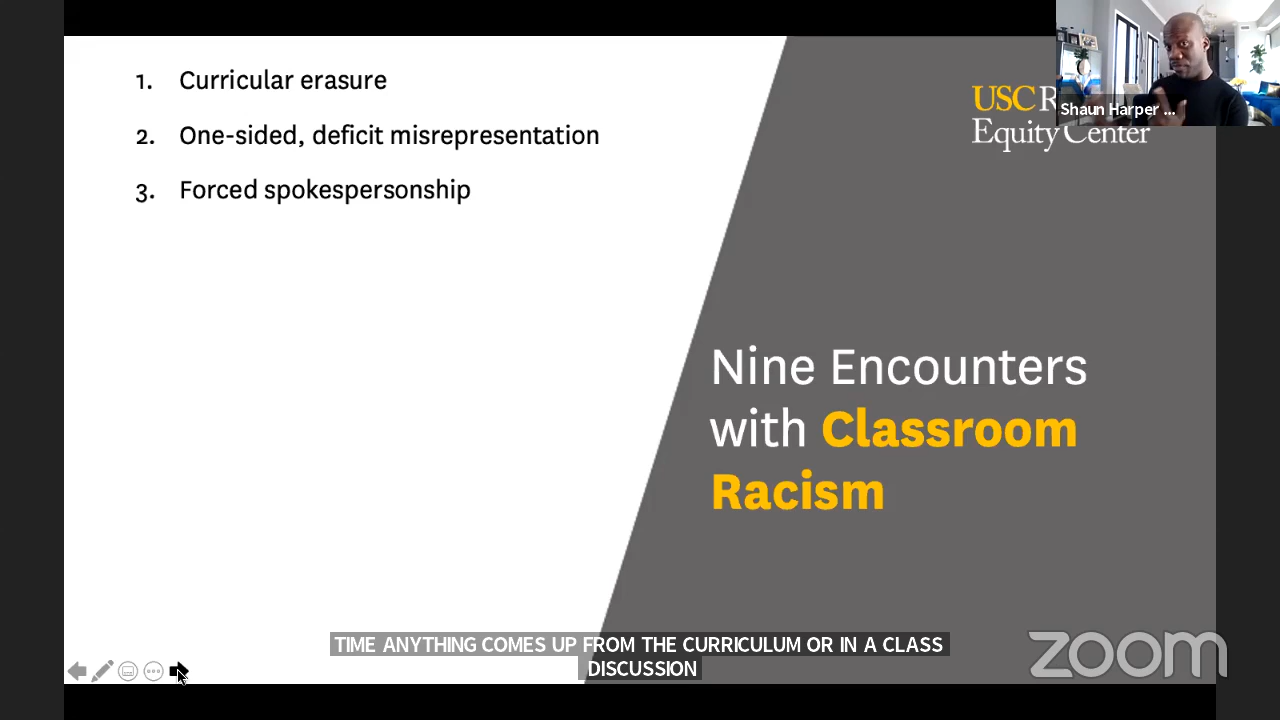 1. Curricular erasure
2. One-sided, deficit misrepresentation
3. Forced spokespersonship
USC R
Equity Center
Shaun Harper ...
Nine Encounters
with Classroom
Racism
TIME ANYTHING COMES UP FROM THE CURRICULUM OR IN A CLASS
DISCUSSION
zoom